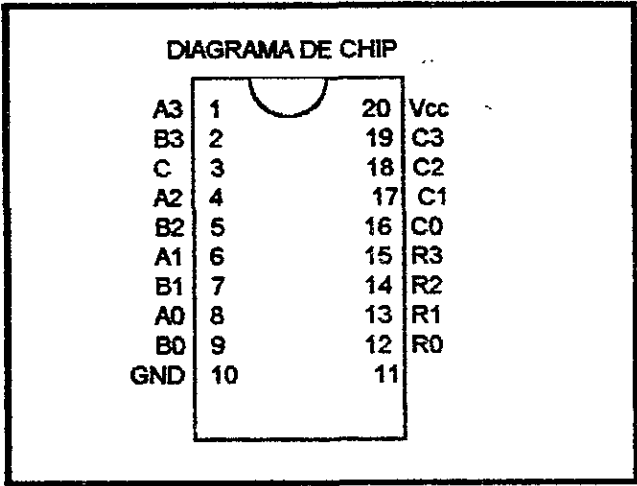 DIAGRAMA DE CHIP
A3 1 20 Vcc
B3 2 19 C3
C 3 18 C2
A2 4 17 C1
B2 5 16 C0
A1 6 15 R3
B1 7 14 R2
A0 8 13 R1
B0 9 12 R0
GND 10 11